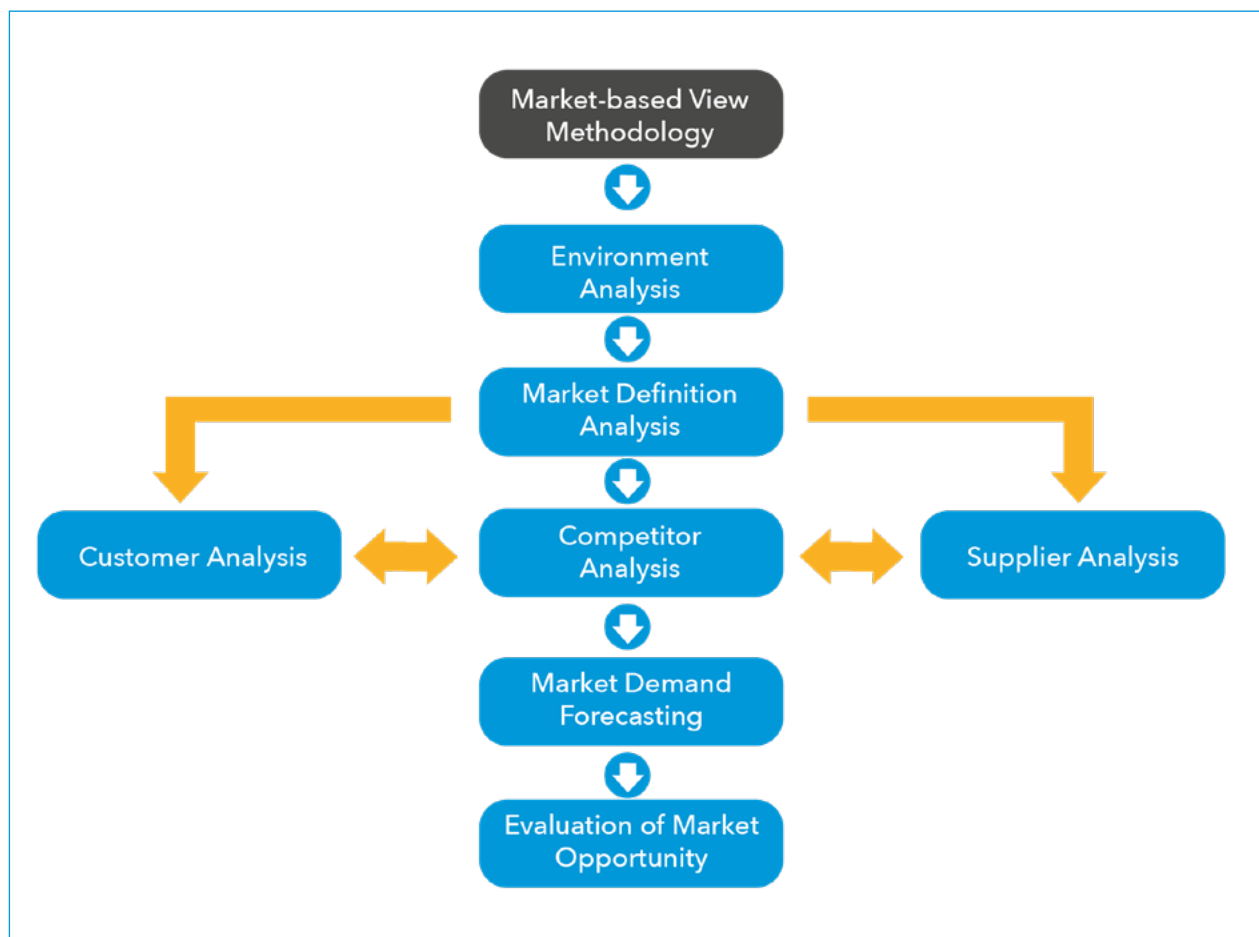 Market-based View
Methodology
Environment
Analysis
Market Definition
Analysis
Customer Analysis
Competitor
Analysis
Supplier Analysis
Market Demand
Forecasting
Evaluation of Market
Opportunity